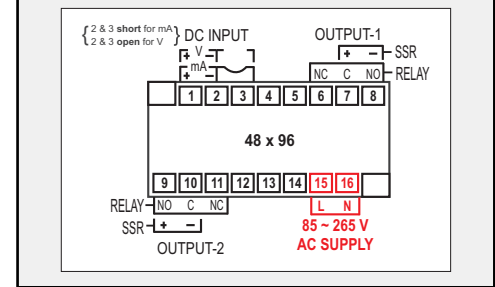 { 2 & 3 short for mA }
2 & 3 open for V
DC INPUT
+ V −
mA
+ −
OUTPUT-1
+ − SSR
NC C NO RELAY
1 2 3 4 5 6 7 8
48 x 96
9 10 11 12 13 14 15 16
RELAY NO C NC
L N
SSR + −
85 ~ 265 V
AC SUPPLY
OUTPUT-2